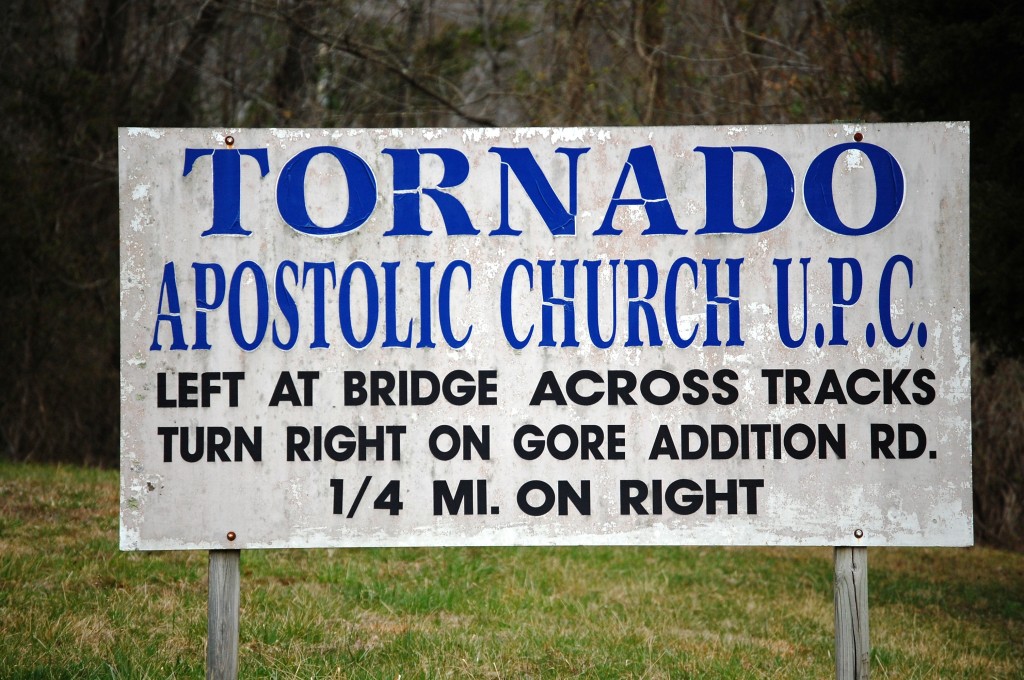 TORNADO
APOSTOLIC CHURCH U.P.C.
LEFT AT BRIDGE ACROSS TRACKS
TURN RIGHT ON GORE ADDITION RD.
1/4 MI. ON RIGHT